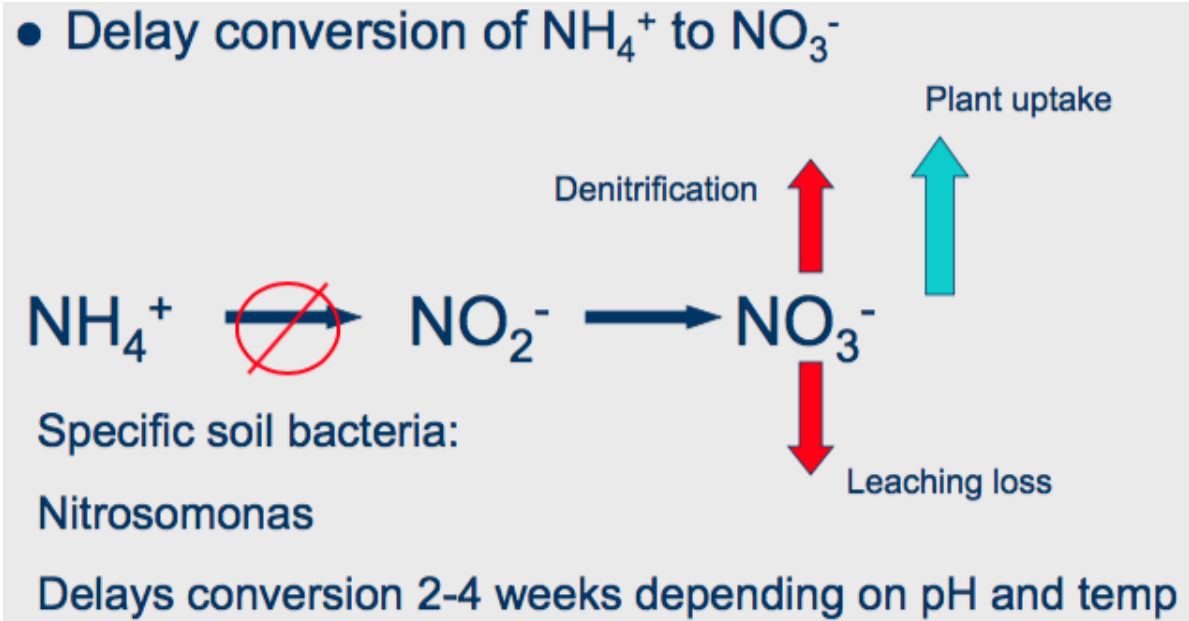 ● Delay conversion of NH₄⁺ to NO₃⁻
Plant uptake
Denitrification
NH₄⁺ NO₂⁻ NO₃⁻
Specific soil bacteria:
Leaching loss
Nitrosomonas
Delays conversion 2-4 weeks depending on pH and temp